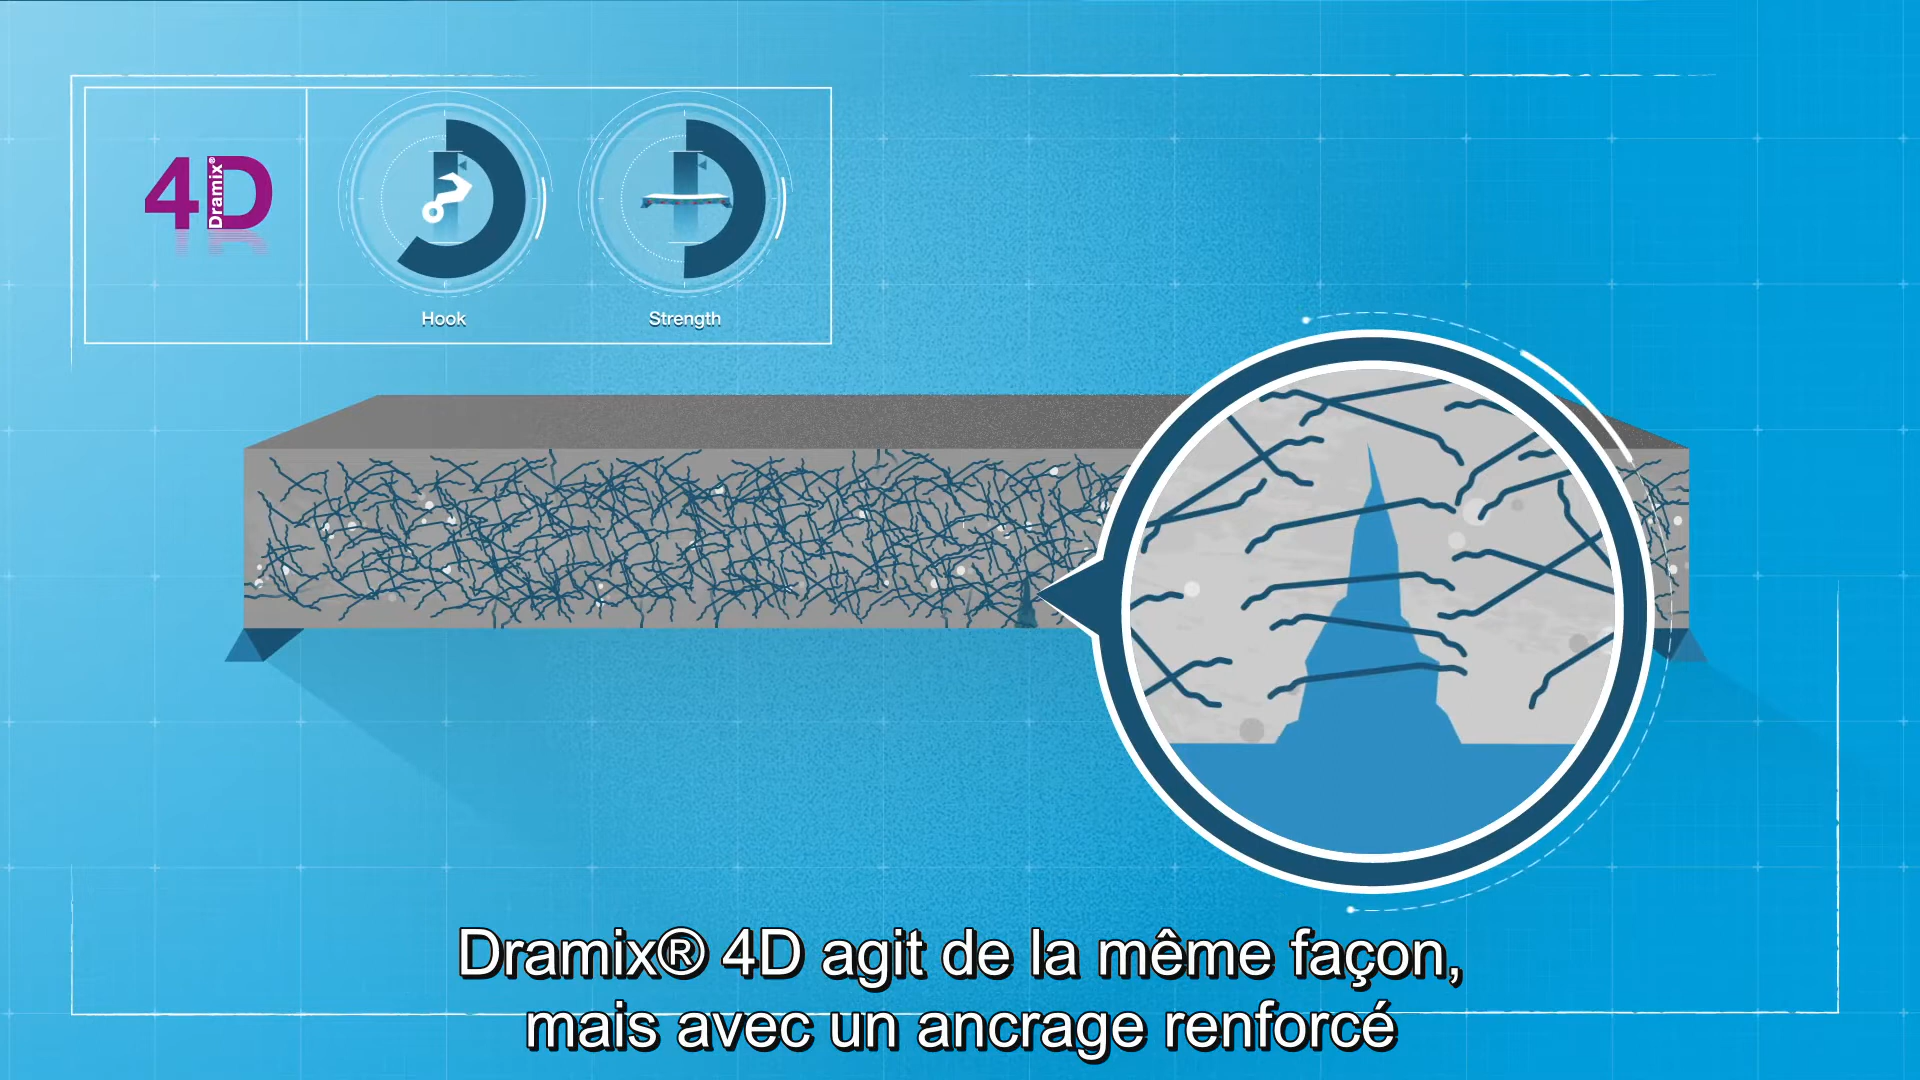 4D
Dramix®
Hook
Strength
Dramix® 4D agit de la même façon,
mais avec un ancrage renforcé